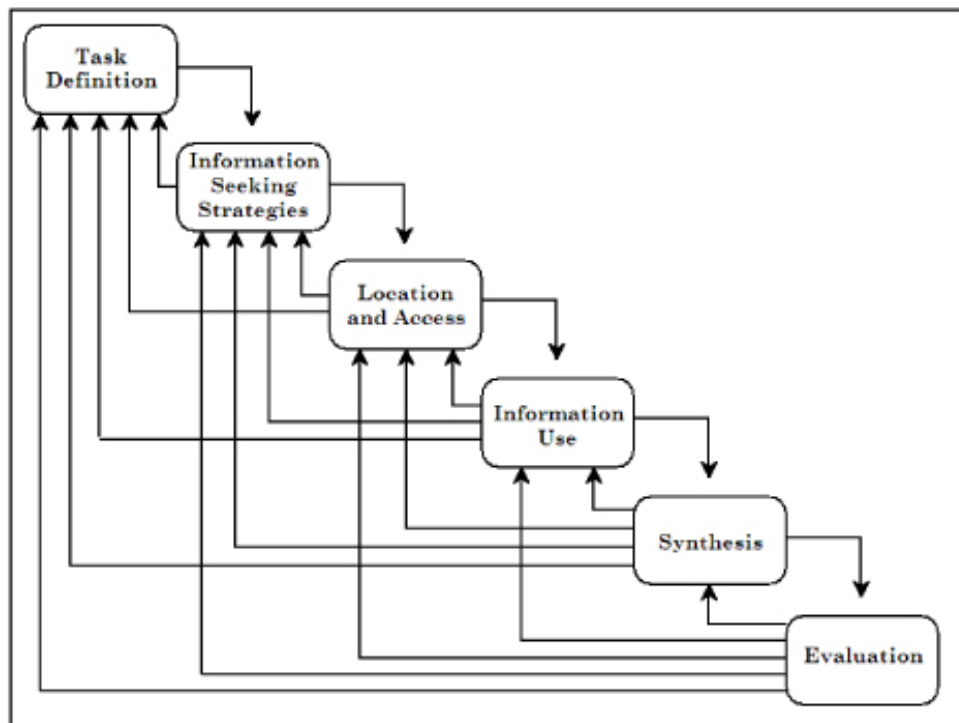 Task
Definition
Information
Seeking
Strategies
Location
and Access
Information
Use
Synthesis
Evaluation